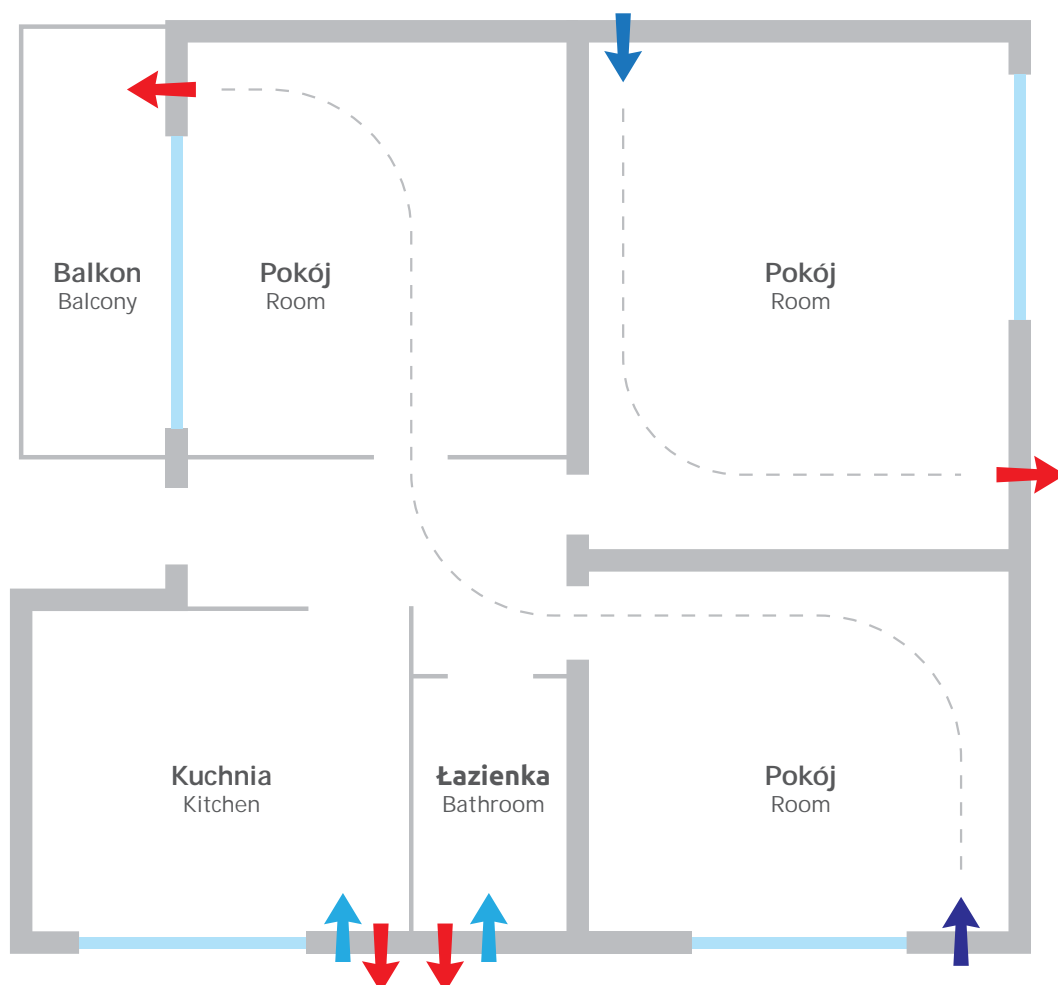 Balkon
Balcony
Pokój
Room
Pokój
Room
Kuchnia
Kitchen
Łazienka
Bathroom
Pokój
Room